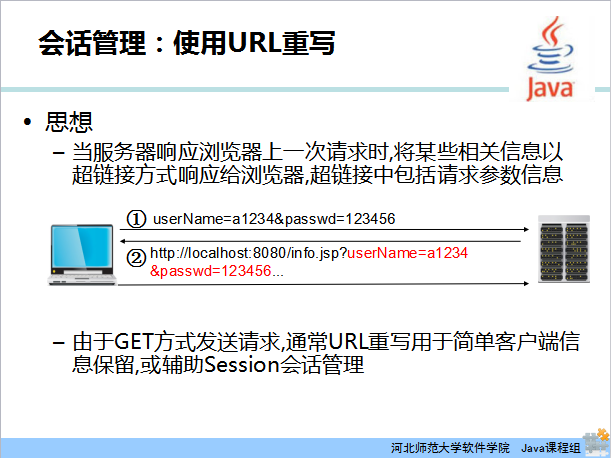 会话管理：使用URL重写
Java
• 思想
– 当服务器响应浏览器上一次请求时,将某些相关信息以
超链接方式响应给浏览器,超链接中包括请求参数信息
① userName=a1234&passwd=123456
② http://localhost:8080/info.jsp?userName=a1234
&passwd=123456...
– 由于GET方式发送请求,通常URL重写用于简单客户端信
息保留,或辅助Session会话管理
河北师范大学软件学院 Java课程组